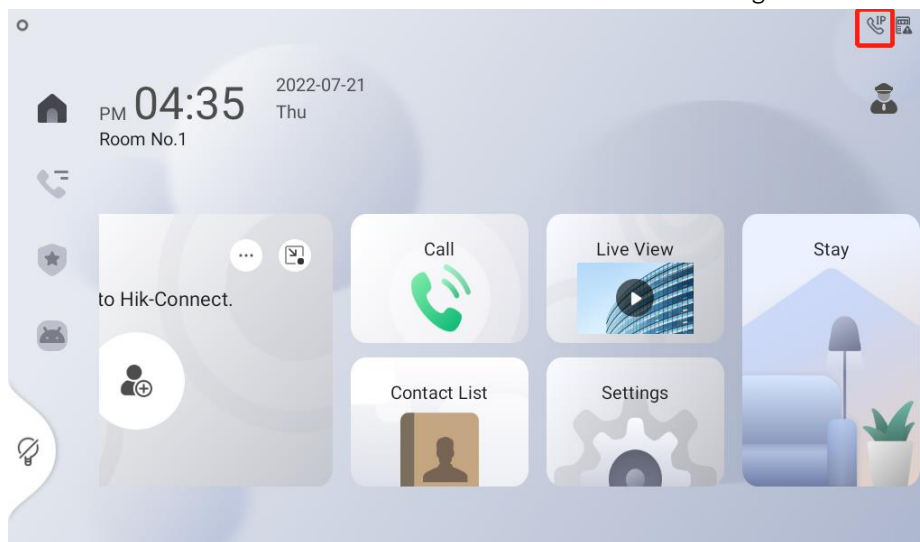 IP
PM 04:35
2022-07-21
Thu
Room No.1
to Hik-Connect.
Call
Live View
Stay
Contact List
Settings